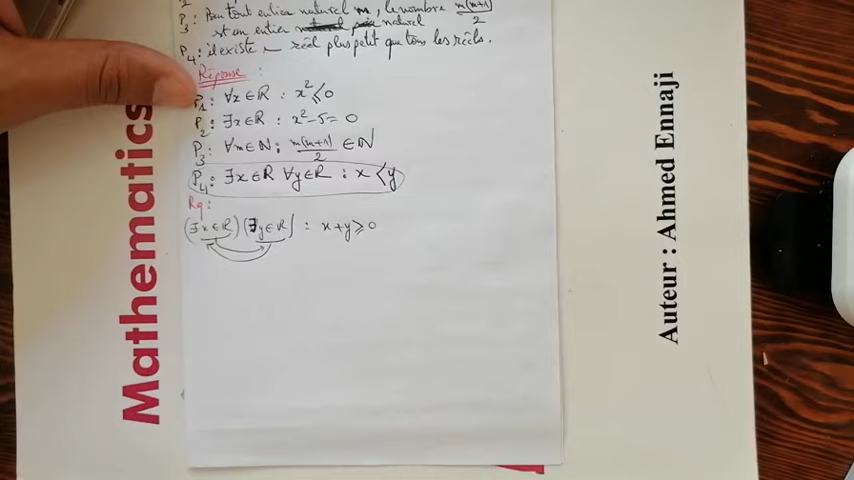 P3: Pour tout entier naturel n, le nombre n(n+1)/2
est un entier naturel
P4: il existe un réel plus petit que tous les réels.
Réponse :
P1: ∀x∈ℝ : x²⩽0
P2: ∃x∈ℝ : x²-5=0
P3: ∀n∈ℕ ; n(n+1)/2 ∈ℕ
P4: ∃x∈ℝ ∀y∈ℝ : x<y
Rq:
(∃x∈ℝ)(∃y∈ℝ) : x+y⩾0
Mathematics
Auteur : Ahmed Ennaji